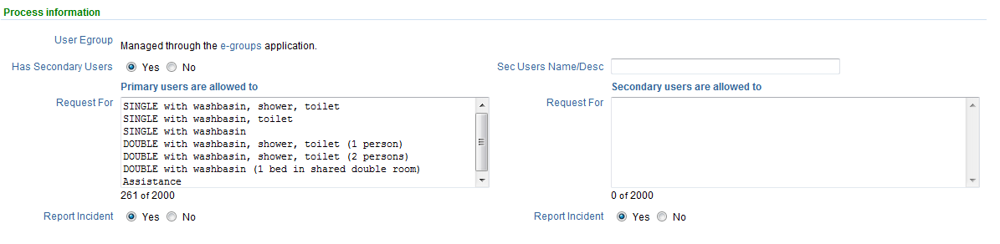 Process information
User Egroup Managed through the e-groups application.
Has Secondary Users Yes No Sec Users Name/Desc
Primary users are allowed to Secondary users are allowed to
Request For Request For
SINGLE with washbasin, shower, toilet
SINGLE with washbasin, toilet
SINGLE with washbasin
DOUBLE with washbasin, shower, toilet (1 person)
DOUBLE with washbasin, shower, toilet (2 persons)
DOUBLE with washbasin (1 bed in shared double room)
Assistance
261 of 2000 0 of 2000
Report Incident Yes No Report Incident Yes No